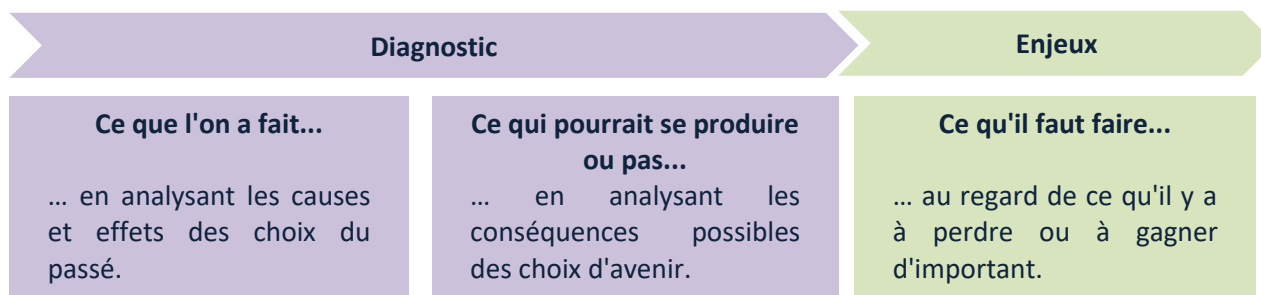 Diagnostic
Enjeux
Ce que l'on a fait...
… en analysant les causes
et effets des choix du
passé.
Ce qui pourrait se produire
ou pas...
… en analysant les
conséquences possibles
des choix d'avenir.
Ce qu'il faut faire...
… au regard de ce qu'il y a
à perdre ou à gagner
d'important.